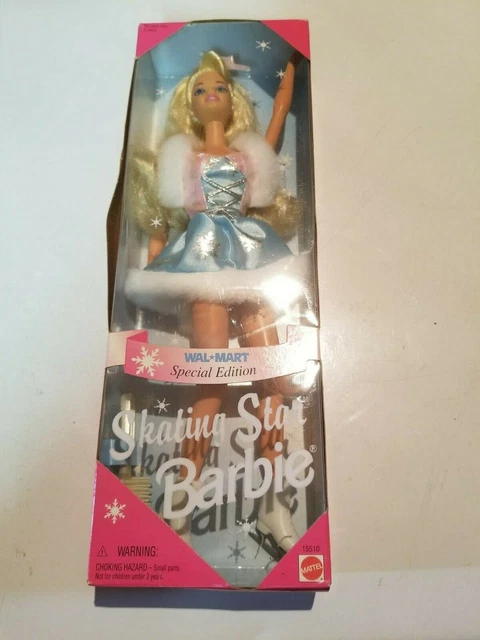 WAL★MART
Special Edition
Skating Star
Barbie®
⚠ WARNING:
CHOKING HAZARD – Small parts
Not for children under 3 years.
15510
MATTEL